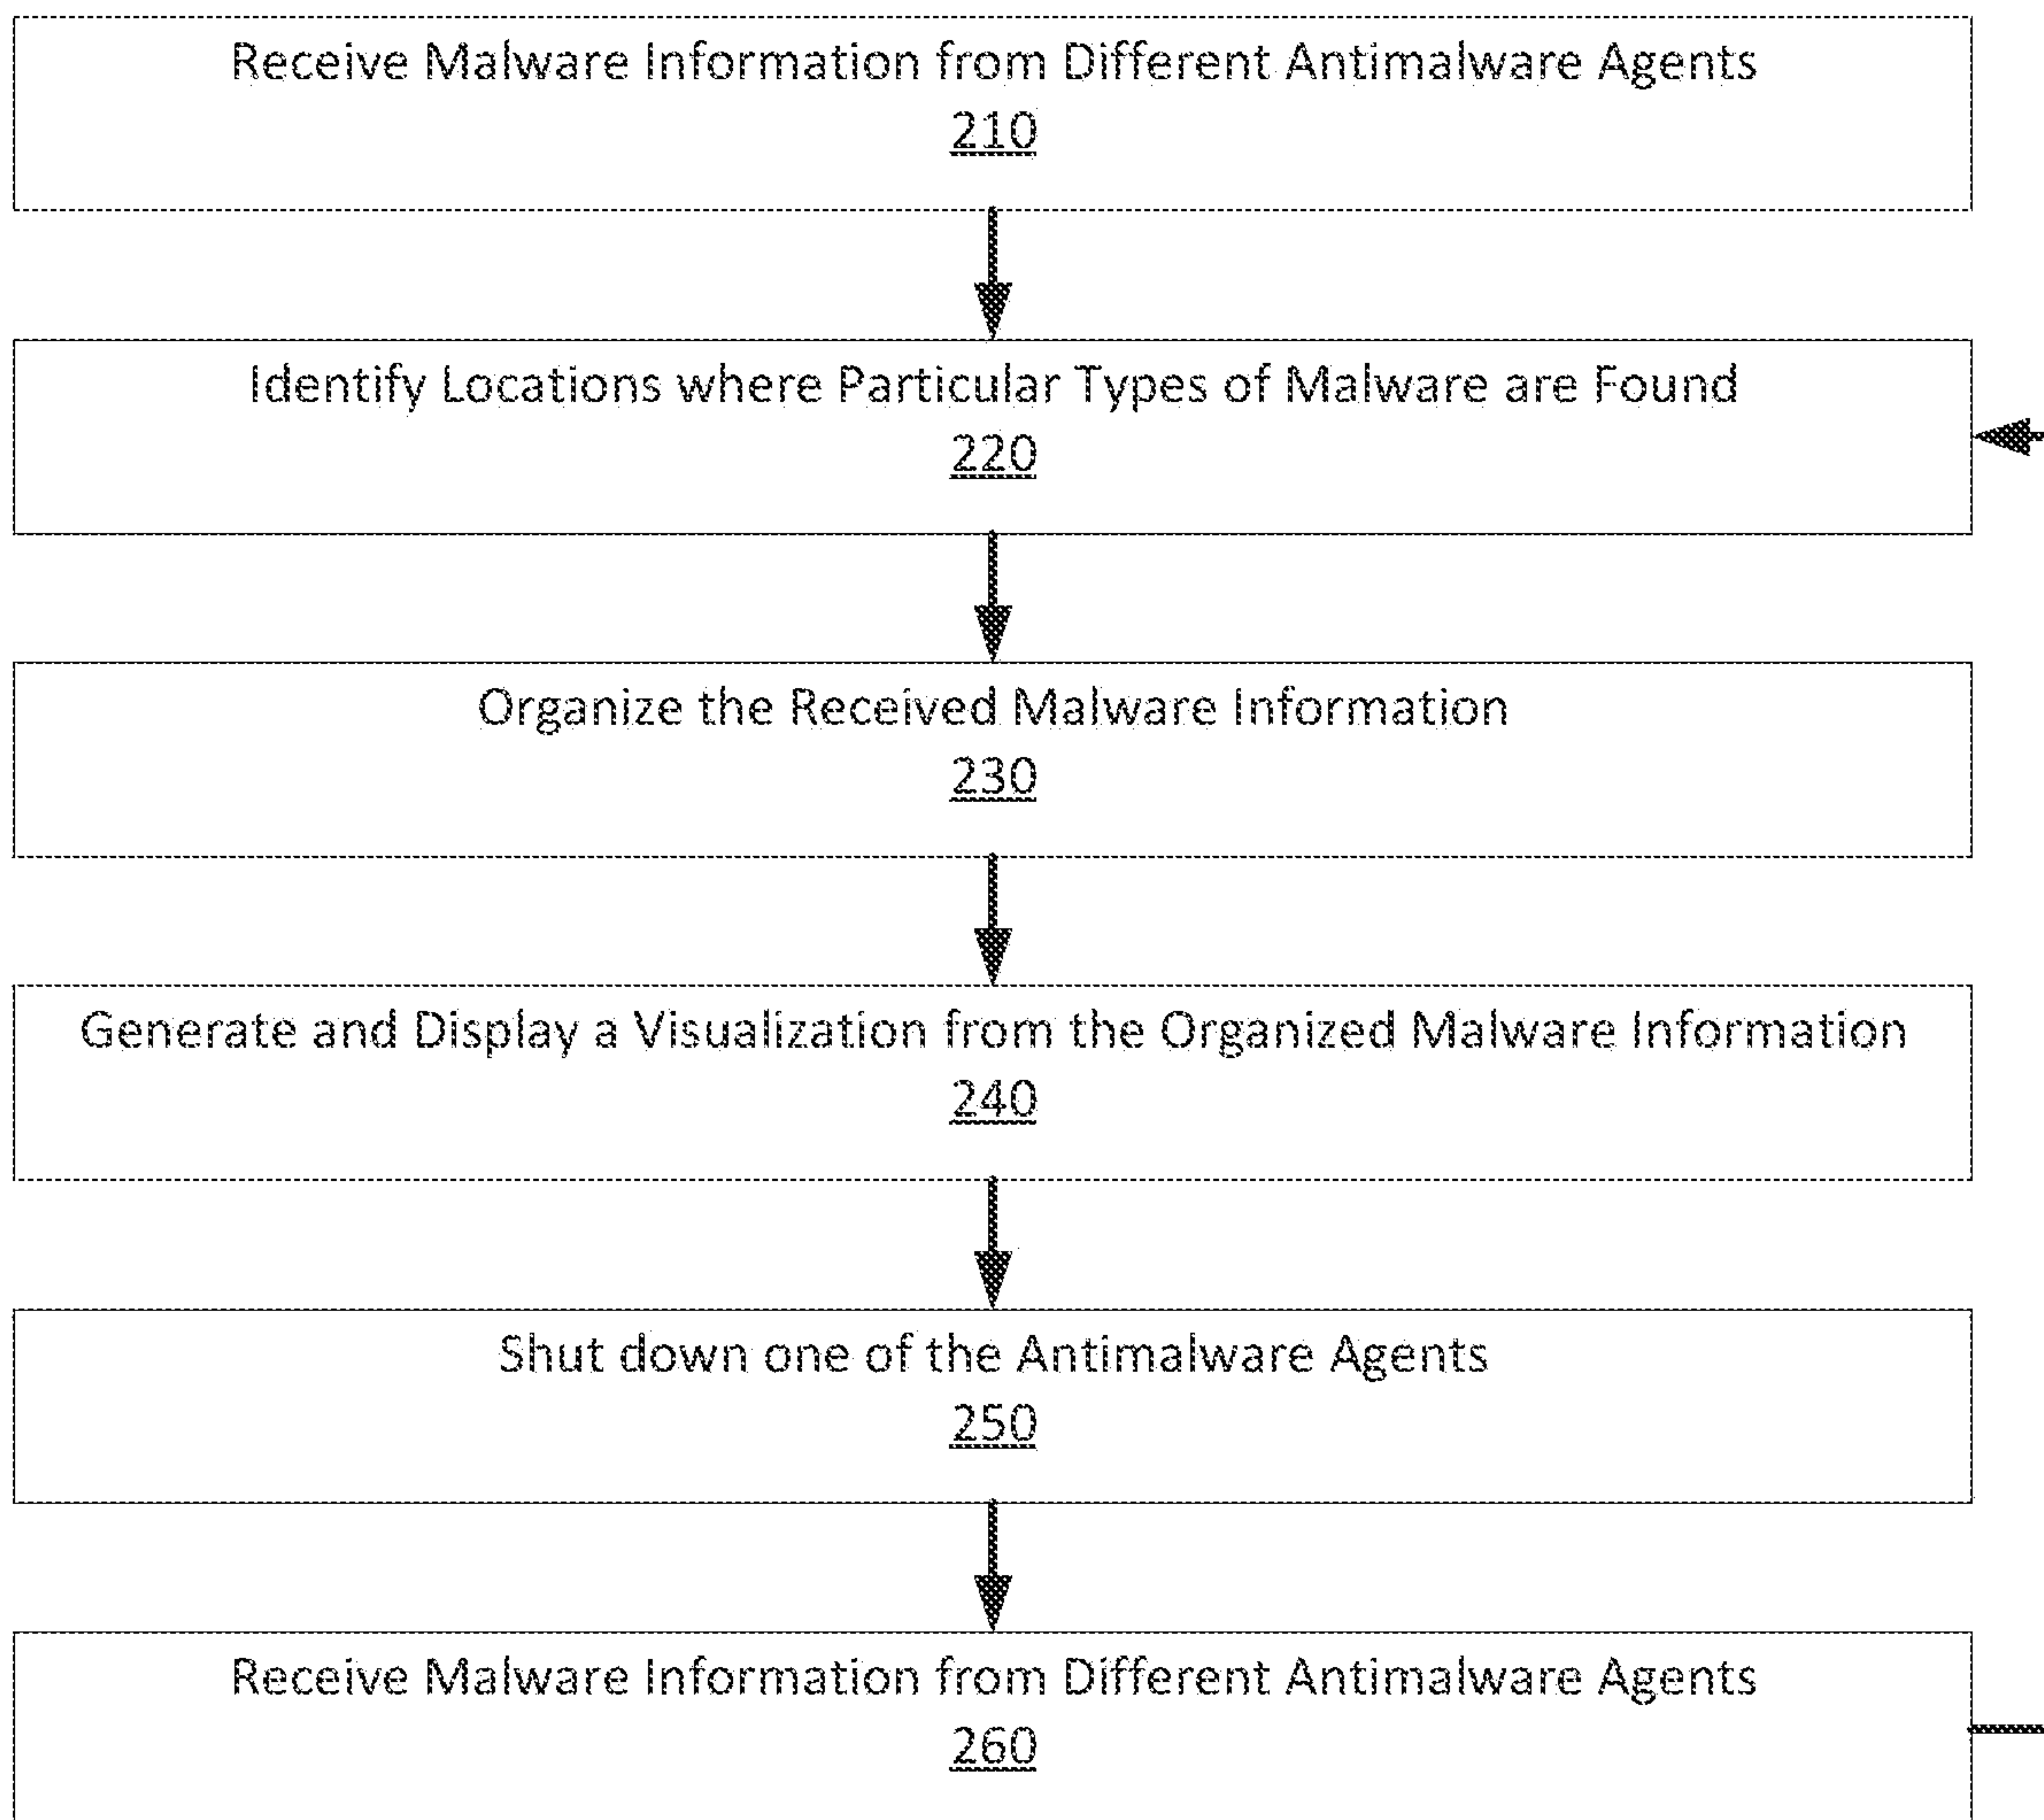 Receive Malware Information from Different Antimalware Agents
210
Identify Locations where Particular Types of Malware are Found
220
Organize the Received Malware Information
230
Generate and Display a Visualization from the Organized Malware Information
240
Shut down one of the Antimalware Agents
250
Receive Malware Information from Different Antimalware Agents
260